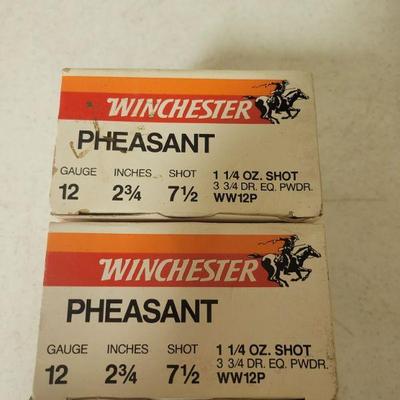 WINCHESTER
PHEASANT
GAUGE INCHES SHOT 1 1/4 OZ. SHOT
12 2¾ 7½ 3 3/4 DR. EQ. PWDR.
WW12P
WINCHESTER
PHEASANT
GAUGE INCHES SHOT 1 1/4 OZ. SHOT
12 2¾ 7½ 3 3/4 DR. EQ. PWDR.
WW12P